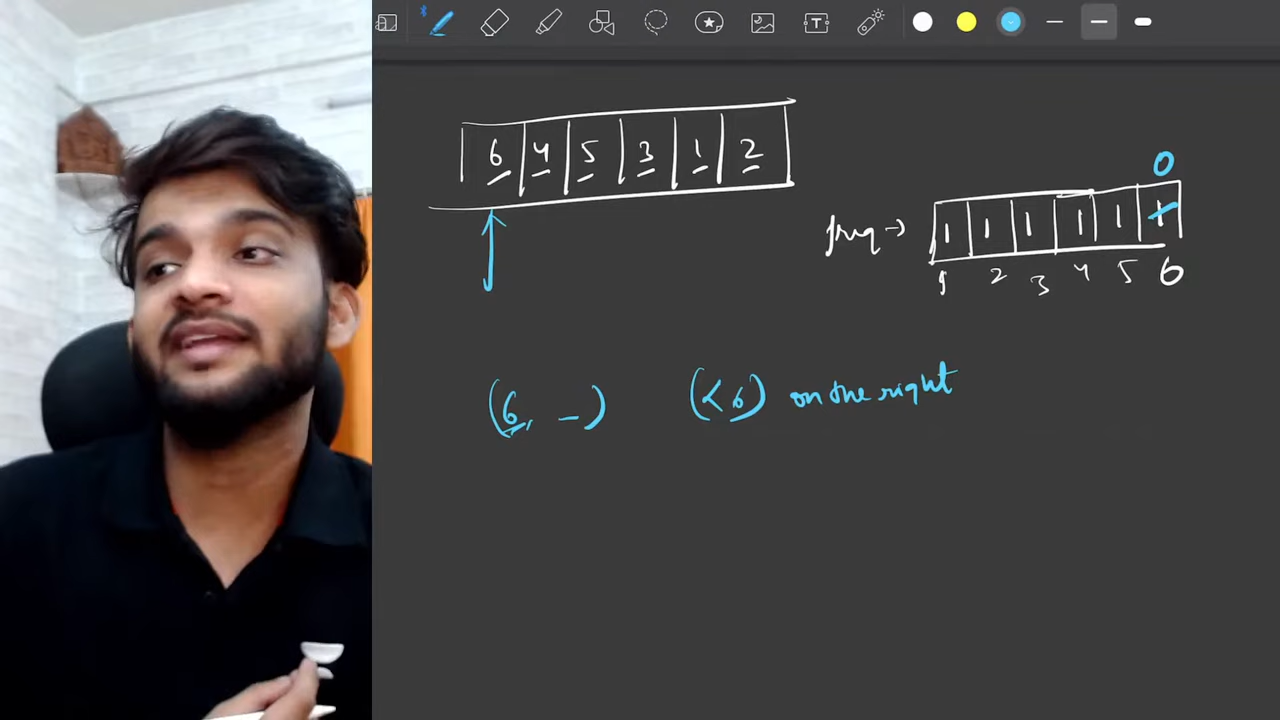 6 4 5 3 1 2
0
freq → 1 1 1 1 1 1
1 2 3 4 5 6
(6, _) (< 6) on the right
T